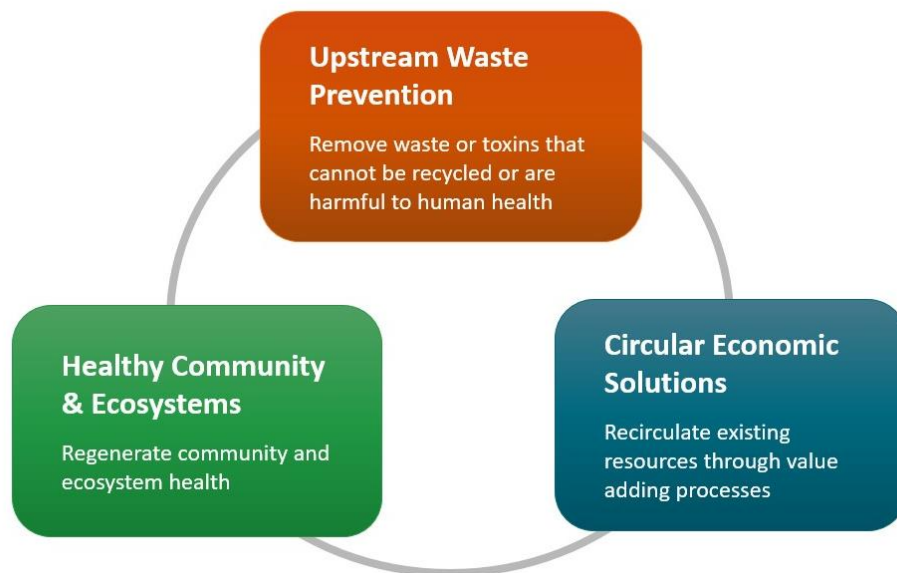 Upstream Waste
Prevention
Remove waste or toxins that
cannot be recycled or are
harmful to human health
Healthy Community
& Ecosystems
Regenerate community and
ecosystem health
Circular Economic
Solutions
Recirculate existing
resources through value
adding processes